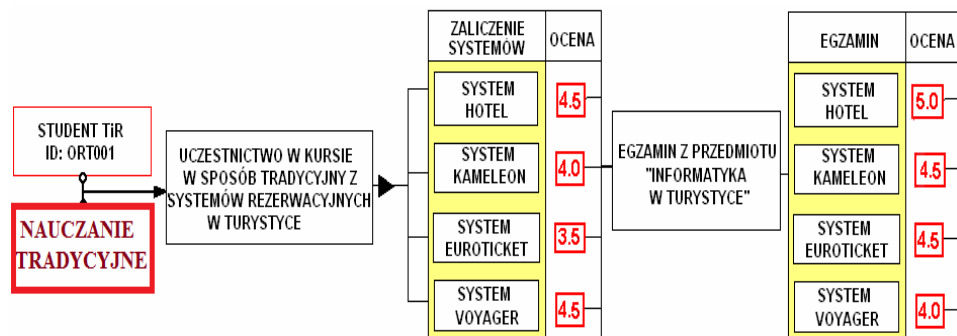 STUDENT TiR
ID: ORT001
NAUCZANIE
TRADYCYJNE
UCZESTNICTWO W KURSIE
W SPOSÓB TRADYCYJNY Z
SYSTEMÓW REZERWACYJNYCH
W TURYSTYCE
ZALICZENIE
SYSTEMÓW
OCENA
SYSTEM
HOTEL
4.5
SYSTEM
KAMELEON
4.0
SYSTEM
EUROTICKET
3.5
SYSTEM
VOYAGER
4.5
EGZAMIN Z PRZEDMIOTU
"INFORMATYKA
W TURYSTYCE"
EGZAMIN
OCENA
SYSTEM
HOTEL
5.0
SYSTEM
KAMELEON
4.5
SYSTEM
EUROTICKET
4.5
SYSTEM
VOYAGER
4.0